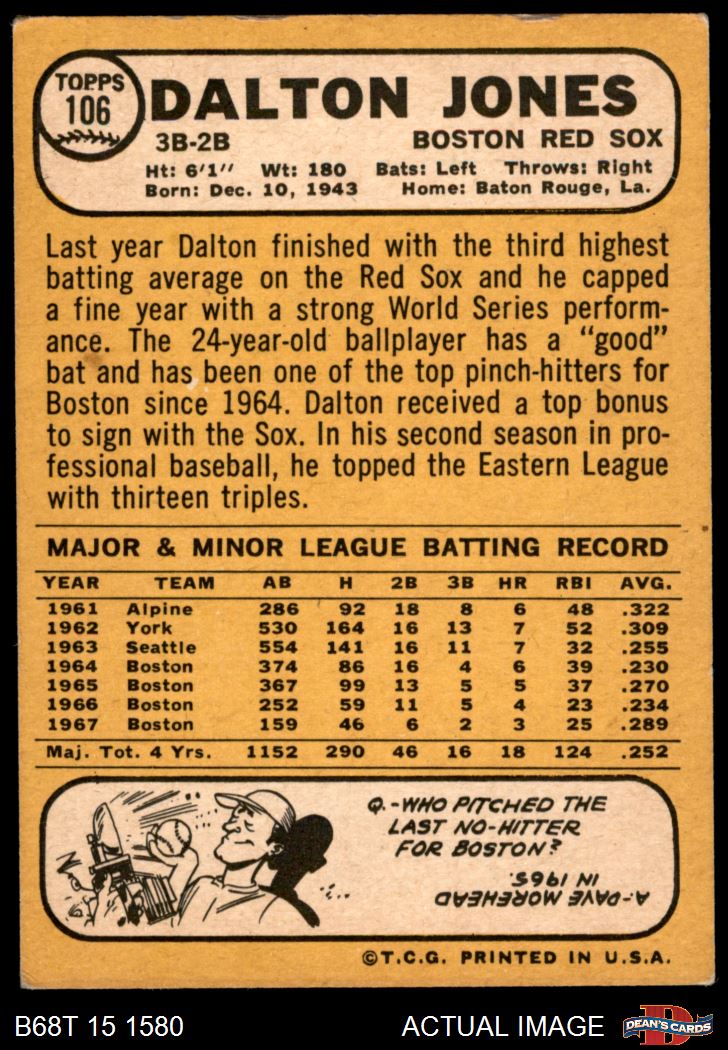 TOPPS
106
DALTON JONES
3B-2B BOSTON RED SOX
Ht: 6'1" Wt: 180 Bats: Left Throws: Right
Born: Dec. 10, 1943 Home: Baton Rouge, La.
Last year Dalton finished with the third highest
batting average on the Red Sox and he capped
a fine year with a strong World Series perform-
ance. The 24-year-old ballplayer has a “good”
bat and has been one of the top pinch-hitters for
Boston since 1964. Dalton received a top bonus
to sign with the Sox. In his second season in pro-
fessional baseball, he topped the Eastern League
with thirteen triples.
MAJOR & MINOR LEAGUE BATTING RECORD
YEAR TEAM AB H 2B 3B HR RBI AVG.
1961 Alpine 286 92 18 8 6 48 .322
1962 York 530 164 16 13 7 52 .309
1963 Seattle 554 141 16 11 7 32 .255
1964 Boston 374 86 16 4 6 39 .230
1965 Boston 367 99 13 5 5 37 .270
1966 Boston 252 59 11 5 4 23 .234
1967 Boston 159 46 6 2 3 25 .289
Maj. Tot. 4 Yrs. 1152 290 46 16 18 124 .252
Q.-WHO PITCHED THE
LAST NO-HITTER
FOR BOSTON?
A-DAVE MOREHEAD
IN 1965.
©T.C.G. PRINTED IN U.S.A.
B68T 15 1580 ACTUAL IMAGE
D
DEAN'S CARDS